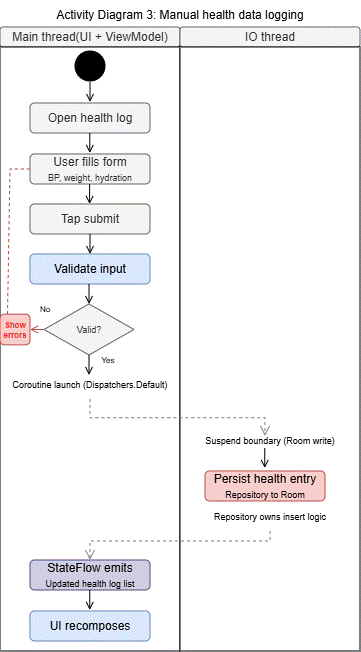 Activity Diagram 3: Manual health data logging
Main thread(UI + ViewModel)
IO thread
Open health log
User fills form
BP, weight, hydration
Tap submit
Validate input
No
Valid?
Show
errors
Yes
Coroutine launch (Dispatchers.Default)
Suspend boundary (Room write)
Persist health entry
Repository to Room
Repository owns insert logic
StateFlow emits
Updated health log list
UI recomposes